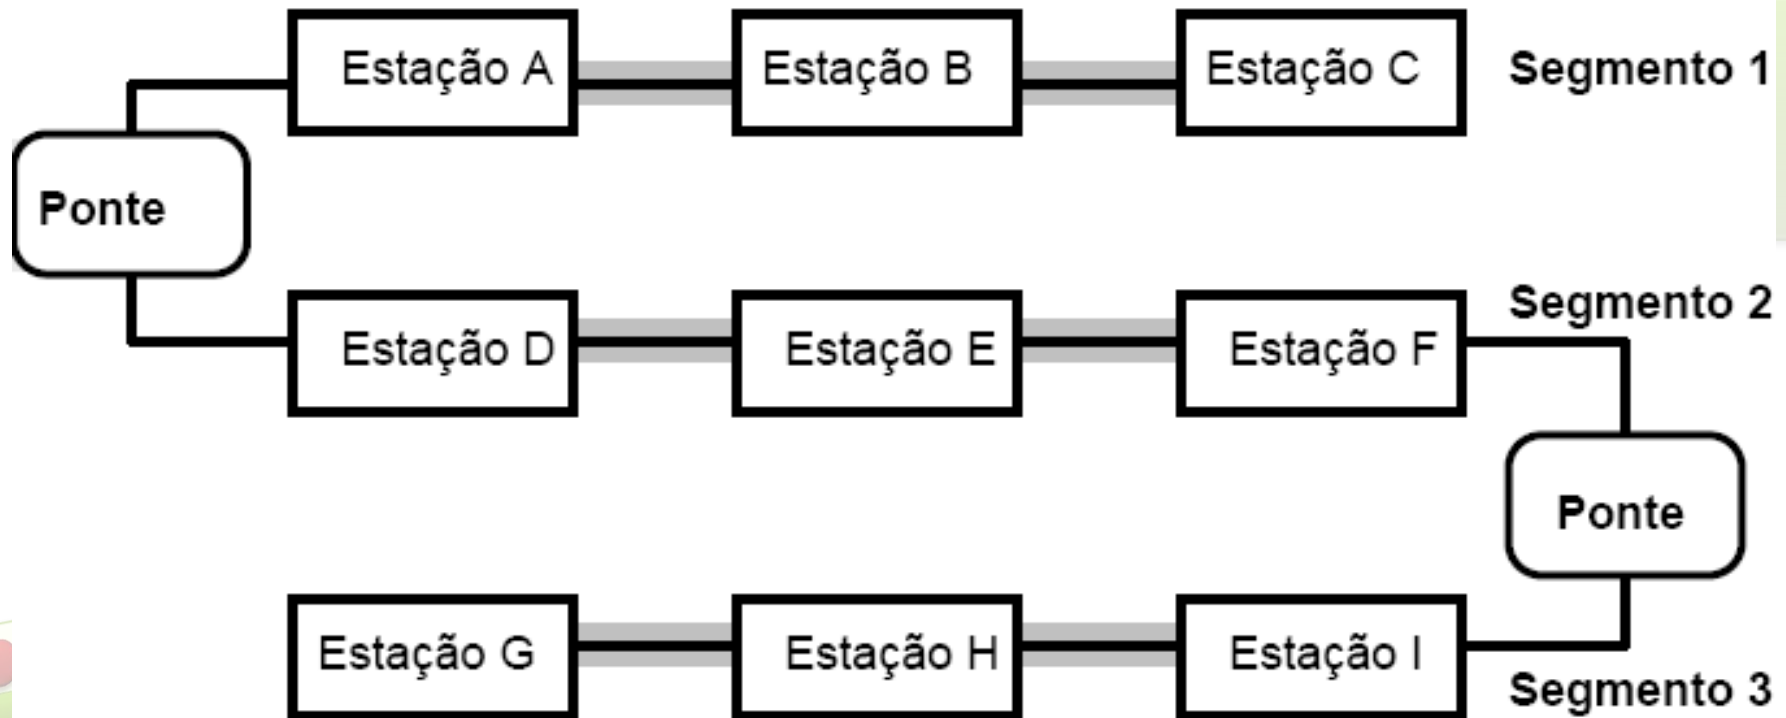 Estação A
Estação B
Estação C
Segmento 1
Ponte
Segmento 2
Estação D
Estação E
Estação F
Ponte
Estação G
Estação H
Estação I
Segmento 3